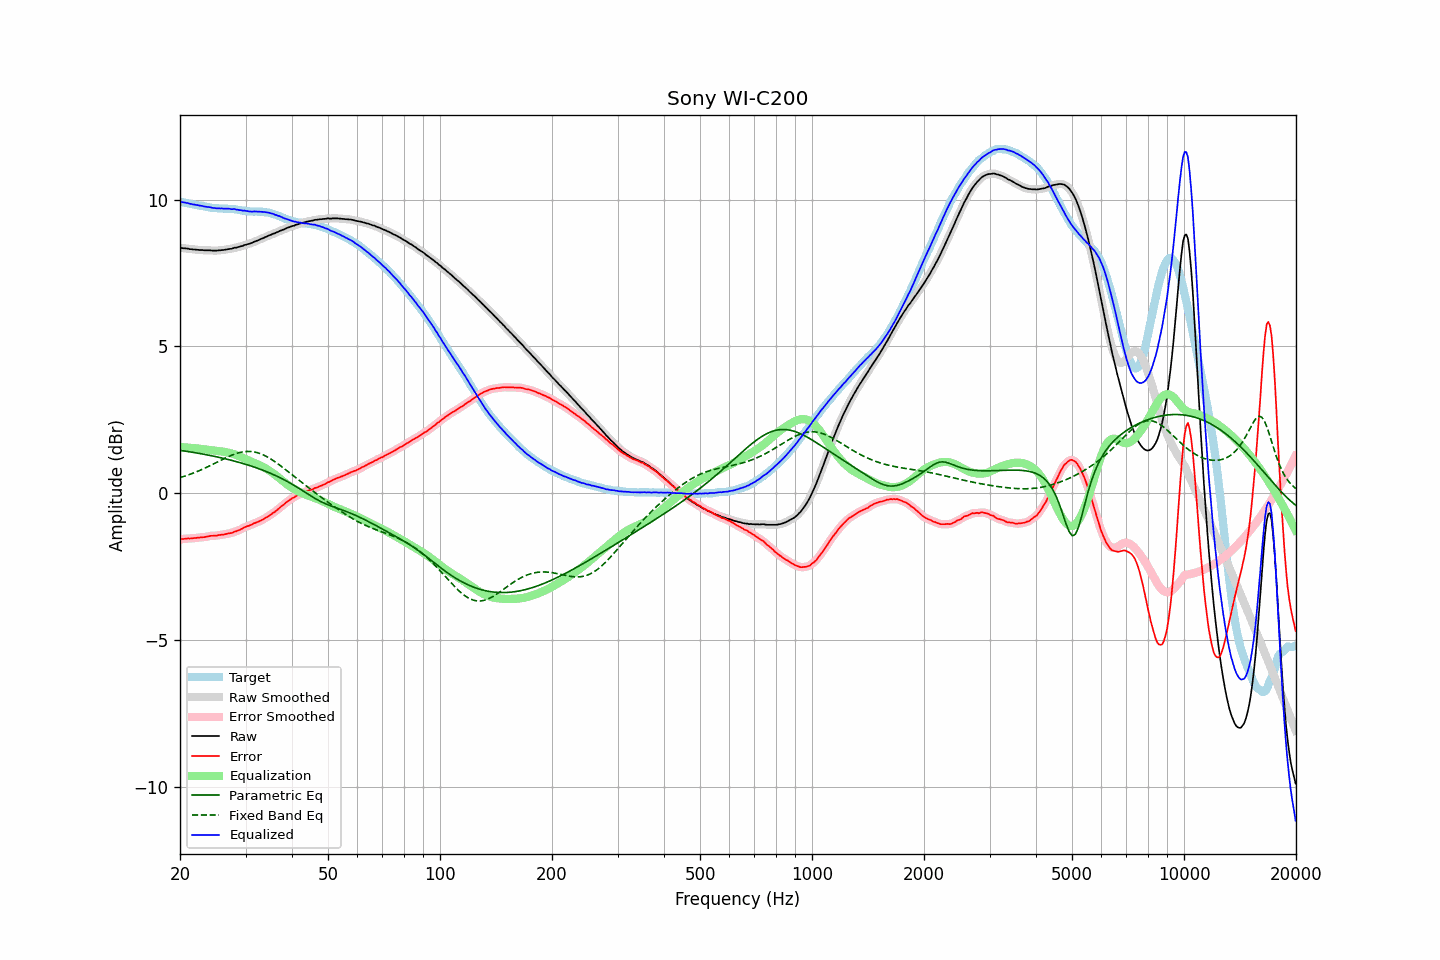 Sony WI-C200
Amplitude (dBr)
10
5
0
−5
−10
Target
Raw Smoothed
Error Smoothed
Raw
Error
Equalization
Parametric Eq
Fixed Band Eq
Equalized
20 50 100 200 500 1000 2000 5000 10000 20000
Frequency (Hz)